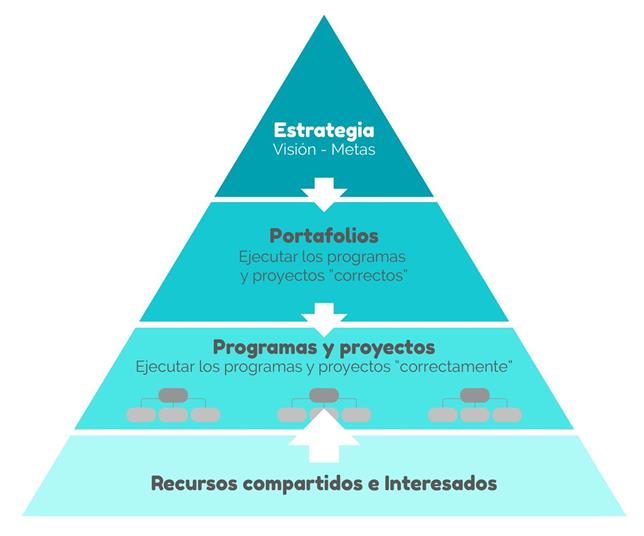 Estrategia
Visión - Metas
Portafolios
Ejecutar los programas
y proyectos "correctos"
Programas y proyectos
Ejecutar los programas y proyectos "correctamente"
Recursos compartidos e Interesados